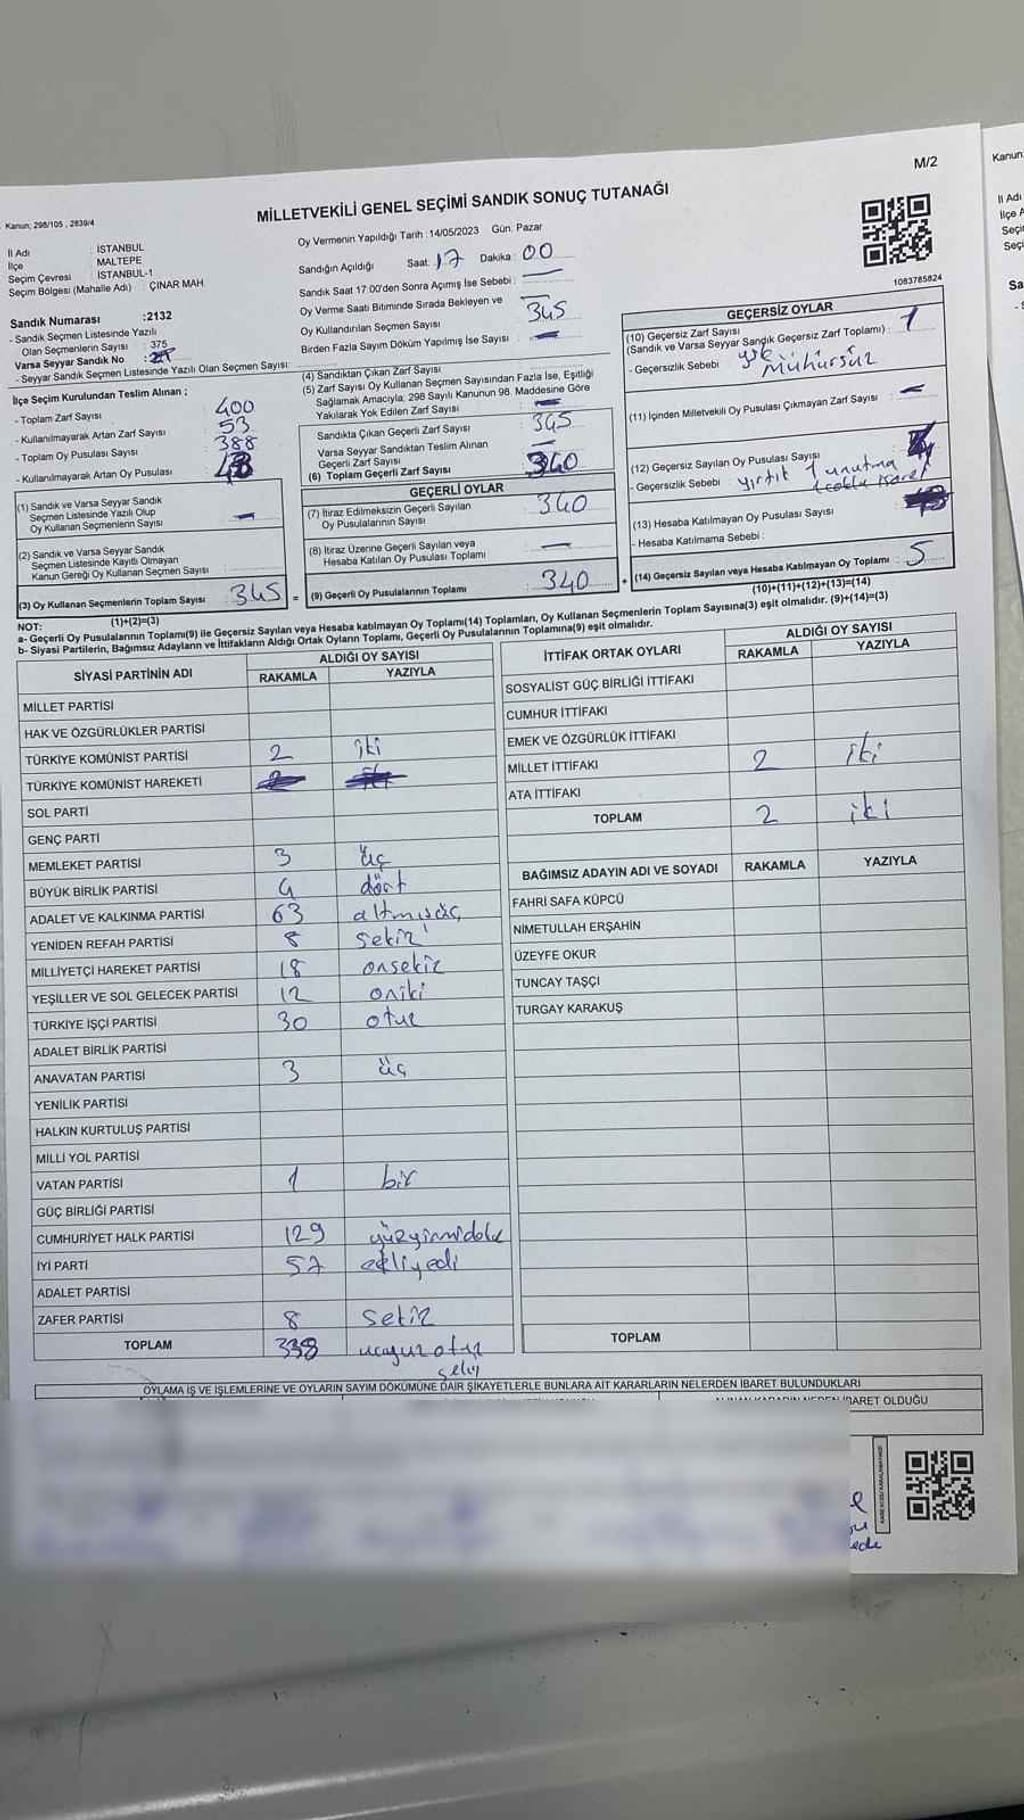 M/2
MİLLETVEKİLİ GENEL SEÇİMİ SANDIK SONUÇ TUTANAĞI
Kanun; 298/105 , 2839/4
Oy Vermenin Yapıldığı Tarih :14/05/2023 Gün: Pazar
İl Adı : İSTANBUL
İlçe : MALTEPE
Seçim Çevresi : İSTANBUL-1
Seçim Bölgesi (Mahalle Adı) : ÇINAR MAH.
Sandık Numarası :2132
- Sandık Seçmen Listesinde Yazılı
Olan Seçmenlerin Sayısı : 375
Varsa Seyyar Sandık No :
- Seyyar Sandık Seçmen Listesinde Yazılı Olan Seçmen Sayısı:
İlçe Seçim Kurulundan Teslim Alınan ;
- Toplam Zarf Sayısı 400
- Kullanılmayarak Artan Zarf Sayısı 53
- Toplam Oy Pusulası Sayısı 388
- Kullanılmayarak Artan Oy Pusulası
(1) Sandık ve Varsa Seyyar Sandık
Seçmen Listesinde Yazılı Olup
Oy Kullanan Seçmenlerin Sayısı –
(2) Sandık ve Varsa Seyyar Sandık
Seçmen Listesinde Kayıtlı Olmayan
Kanun Gereği Oy Kullanan Seçmen Sayısı :
(3) Oy Kullanan Seçmenlerin Toplam Sayısı 345 =
(1)+(2)=(3)
Sandığın Açıldığı Saat: 17 Dakika : 00
Sandık Saat 17:00'den Sonra Açılmış İse Sebebi : —
Oy Verme Saati Bitiminde Sırada Bekleyen ve —
Oy Kullandırılan Seçmen Sayısı 345
Birden Fazla Sayım Döküm Yapılmış İse Sayısı : —
(4) Sandıktan Çıkan Zarf Sayısı
(5) Zarf Sayısı Oy Kullanan Seçmen Sayısından Fazla İse, Eşitliği
Sağlamak Amacıyla; 298 Sayılı Kanunun 98. Maddesine Göre
Yakılarak Yok Edilen Zarf Sayısı —
Sandıkta Çıkan Geçerli Zarf Sayısı 345
Varsa Seyyar Sandıktan Teslim Alınan
Geçerli Zarf Sayısı —
(6) Toplam Geçerli Zarf Sayısı 340
GEÇERLİ OYLAR
(7) İtiraz Edilmeksizin Geçerli Sayılan
Oy Pusulalarının Sayısı 340
(8) İtiraz Üzerine Geçerli Sayılan veya
Hesaba Katılan Oy Pusulası Toplamı —
(9) Geçerli Oy Pusulalarının Toplamı 340 +
1083785824
GEÇERSİZ OYLAR
(10) Geçersiz Zarf Sayısı
(Sandık ve Varsa Seyyar Sandık Geçersiz Zarf Toplamı) : 1
- Geçersizlik Sebebi ysk
Mühürsüz
(11) İçinden Milletvekili Oy Pusulası Çıkmayan Zarf Sayısı –
(12) Geçersiz Sayılan Oy Pusulası Sayısı
- Geçersizlik Sebebi yırtık 1 unutma
(13) Hesaba Katılmayan Oy Pusulası Sayısı
- Hesaba Katılmama Sebebi :
(14) Geçersiz Sayılan veya Hesaba Katılmayan Oy Toplamı : 5
(10)+(11)+(12)+(13)=(14)
NOT:
a- Geçerli Oy Pusulalarının Toplamı(9) ile Geçersiz Sayılan veya Hesaba katılmayan Oy Toplamı(14) Toplamları, Oy Kullanan Seçmenlerin Toplam Sayısına(3) eşit olmalıdır. (9)+(14)=(3)
b- Siyasi Partilerin, Bağımsız Adayların ve İttifakların Aldığı Ortak Oyların Toplamı, Geçerli Oy Pusulalarının Toplamına(9) eşit olmalıdır.
SİYASİ PARTİNİN ADI ALDIĞI OY SAYISI
RAKAMLA YAZIYLA
MİLLET PARTİSİ
HAK VE ÖZGÜRLÜKLER PARTİSİ
TÜRKİYE KOMÜNİST PARTİSİ 2 iki
TÜRKİYE KOMÜNİST HAREKETİ
SOL PARTİ
GENÇ PARTİ
MEMLEKET PARTİSİ 3 üç
BÜYÜK BİRLİK PARTİSİ 4 dört
ADALET VE KALKINMA PARTİSİ 63 altmışüç
YENİDEN REFAH PARTİSİ 8 sekiz
MİLLİYETÇİ HAREKET PARTİSİ 18 onsekiz
YEŞİLLER VE SOL GELECEK PARTİSİ 12 oniki
TÜRKİYE İŞÇİ PARTİSİ 30 otuz
ADALET BİRLİK PARTİSİ
ANAVATAN PARTİSİ 3 üç
YENİLİK PARTİSİ
HALKIN KURTULUŞ PARTİSİ
MİLLİ YOL PARTİSİ
VATAN PARTİSİ 1 bir
GÜÇ BİRLİĞİ PARTİSİ
CUMHURİYET HALK PARTİSİ 129 yüzyirmidokuz
İYİ PARTİ 57 elliyedi
ADALET PARTİSİ
ZAFER PARTİSİ 8 sekiz
TOPLAM 338 üçyüzotuz
sekiz
İTTİFAK ORTAK OYLARI ALDIĞI OY SAYISI
RAKAMLA YAZIYLA
SOSYALİST GÜÇ BİRLİĞİ İTTİFAKI
CUMHUR İTTİFAKI
EMEK VE ÖZGÜRLÜK İTTİFAKI
MİLLET İTTİFAKI 2 iki
ATA İTTİFAKI
TOPLAM 2 iki
BAĞIMSIZ ADAYIN ADI VE SOYADI RAKAMLA YAZIYLA
FAHRİ SAFA KÜPCÜ
NİMETULLAH ERŞAHİN
ÜZEYFE OKUR
TUNCAY TAŞÇI
TURGAY KARAKUŞ
TOPLAM
OYLAMA İŞ VE İŞLEMLERİNE VE OYLARIN SAYIM DÖKÜMÜNE DAİR ŞİKAYETLERLE BUNLARA AİT KARARLARIN NELERDEN İBARET BULUNDUKLARI
İBARET OLDUĞU
Kanun;
İl Adı
İlçe